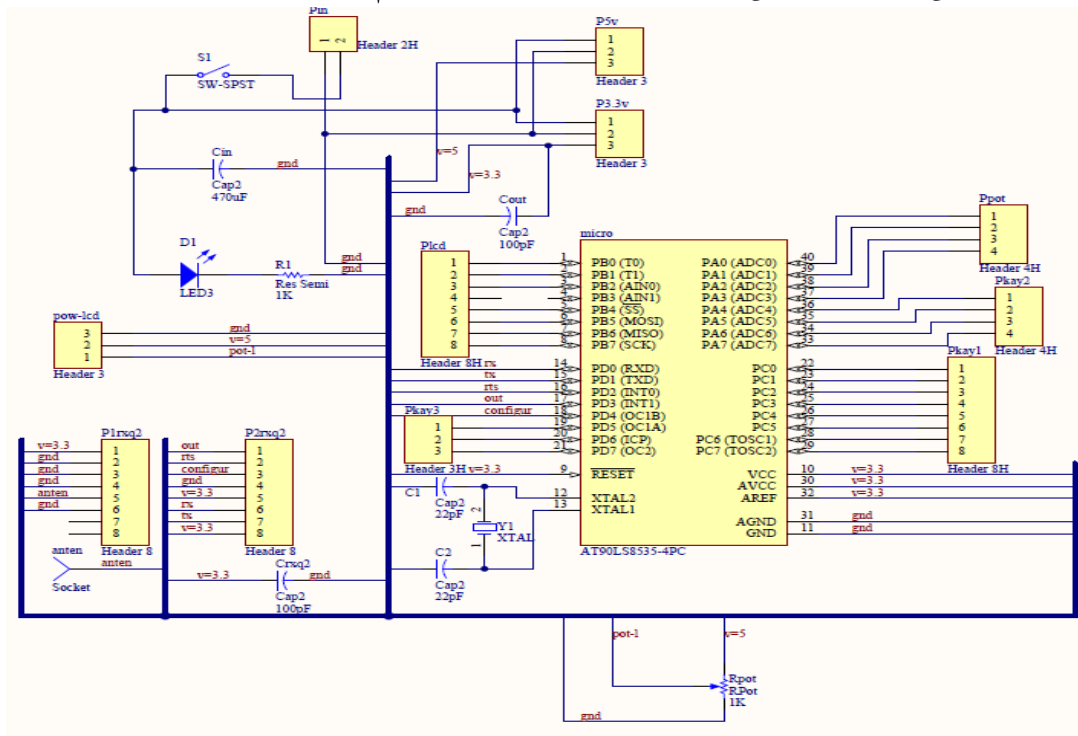 Pin
1 2
Header 2H
S1
SW-SPST
P5v
1
2
3
Header 3
P3.3v
1
2
3
Header 3
v=5
v=3.3
Cin
gnd
Cap2
470uF
Cout
gnd
Cap2
100pF
D1
LED3
R1
Res Semi
1K
gnd
gnd
pow-lcd
3
2
1
Header 3
gnd
v=5
pot-1
Plcd
1
2
3
4
5
6
7
8
Header 8H
micro
1 PB0 (T0)
2 PB1 (T1)
3 PB2 (AIN0)
4 PB3 (AIN1)
5 PB4 (SS)
6 PB5 (MOSI)
7 PB6 (MISO)
8 PB7 (SCK)
rx 14 PD0 (RXD)
tx 15 PD1 (TXD)
rts 16 PD2 (INT0)
out 17 PD3 (INT1)
configur 18 PD4 (OC1B)
19 PD5 (OC1A)
20 PD6 (ICP)
21 PD7 (OC2)
v=3.3 9 RESET
12 XTAL2
13 XTAL1
PA0 (ADC0) 40
PA1 (ADC1) 39
PA2 (ADC2) 38
PA3 (ADC3) 37
PA4 (ADC4) 36
PA5 (ADC5) 35
PA6 (ADC6) 34
PA7 (ADC7) 33
PC0 22
PC1 23
PC2 24
PC3 25
PC4 26
PC5 27
PC6 (TOSC1) 28
PC7 (TOSC2) 29
VCC 10 v=3.3
AVCC 30 v=3.3
AREF 32 v=3.3
AGND 31 gnd
GND 11 gnd
AT90LS8535-4PC
Ppot
1
2
3
4
Header 4H
Pkay2
1
2
3
4
Header 4H
Pkay1
1
2
3
4
5
6
7
8
Header 8H
Pkay3
1
2
3
Header 3H
C1
Cap2
22pF
2
Y1
XTAL
1
C2
Cap2
22pF
P1rxq2
v=3.3 1
gnd 2
gnd 3
gnd 4
anten 5
gnd 6
7
8
Header 8
anten
anten
Socket
P2rxq2
out 1
rts 2
configur 3
gnd 4
v=3.3 5
rx 6
tx 7
v=3.3 8
Header 8
v=3.3
Crxq2
gnd
Cap2
100pF
pot-1
v=5
Rpot
RPot
1K
gnd